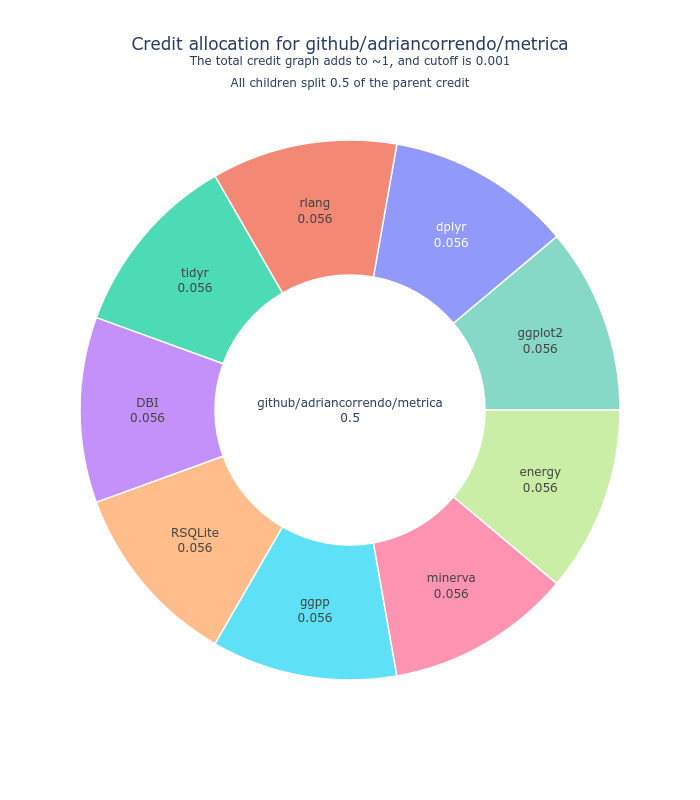 Credit allocation for github/adriancorrendo/metrica
The total credit graph adds to ~1, and cutoff is 0.001
All children split 0.5 of the parent credit
rlang
0.056
dplyr
0.056
tidyr
0.056
ggplot2
0.056
DBI
0.056
github/adriancorrendo/metrica
0.5
energy
0.056
RSQLite
0.056
minerva
0.056
ggpp
0.056